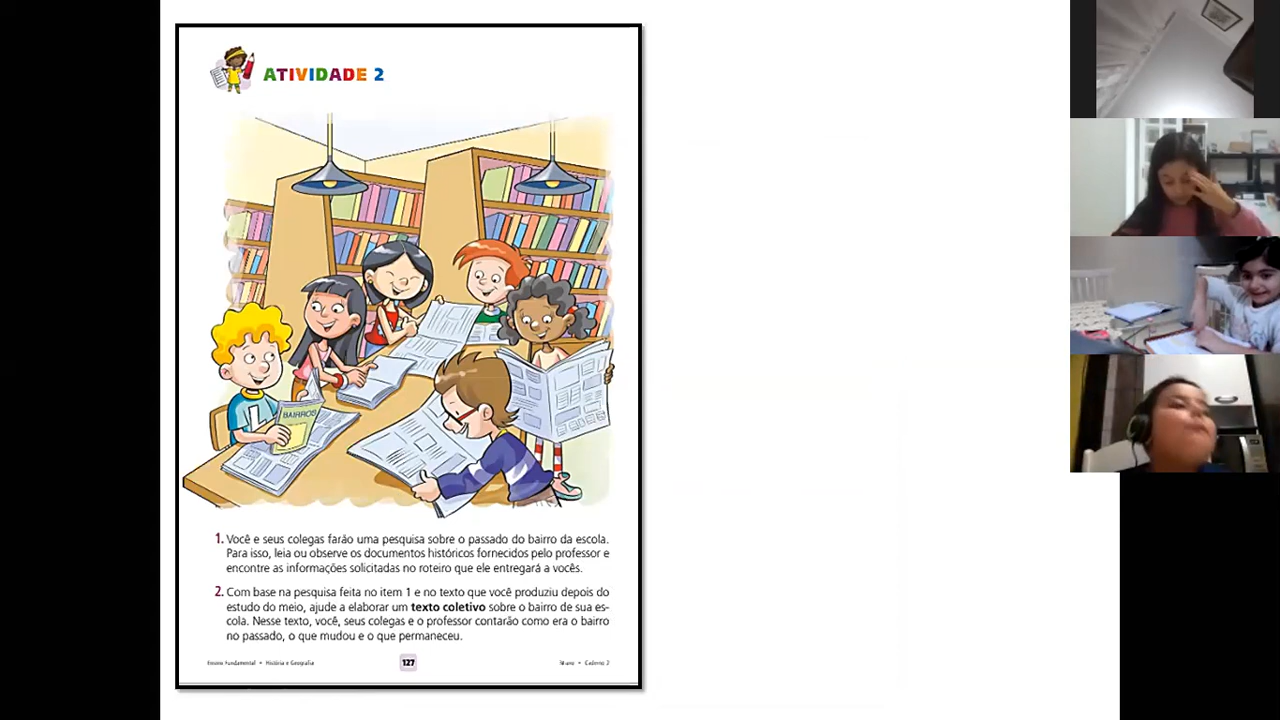 ATIVIDADE 2
BAIRROS
1. Você e seus colegas farão uma pesquisa sobre o passado do bairro da escola.
Para isso, leia ou observe os documentos históricos fornecidos pelo professor e
encontre as informações solicitadas no roteiro que ele entregará a vocês.
2. Com base na pesquisa feita no item 1 e no texto que você produziu depois do
estudo do meio, ajude a elaborar um texto coletivo sobre o bairro de sua es-
cola. Nesse texto, você, seus colegas e o professor contarão como era o bairro
no passado, o que mudou e o que permaneceu.
Ensino Fundamental • História e Geografia
127
ano • Caderno 2